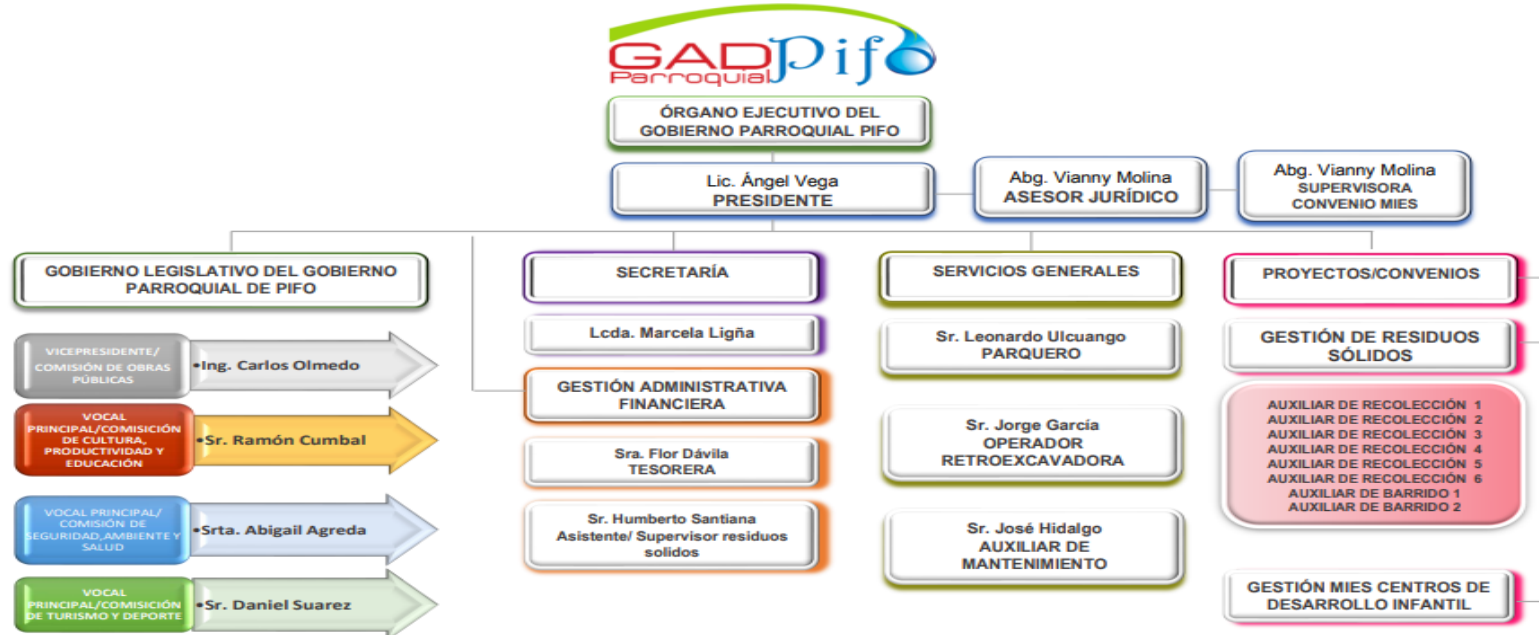 GAD Pifo
Parroquial
ÓRGANO EJECUTIVO DEL
GOBIERNO PARROQUIAL PIFO
Lic. Ángel Vega
PRESIDENTE
Abg. Vianny Molina
ASESOR JURÍDICO
Abg. Vianny Molina
SUPERVISORA
CONVENIO MIES
GOBIERNO LEGISLATIVO DEL GOBIERNO
PARROQUIAL DE PIFO
VICEPRESIDENTE/
COMISIÓN DE OBRAS
PÚBLICAS
•Ing. Carlos Olmedo
VOCAL
PRINCIPAL/COMISICIÓN
DE CULTURA,
PRODUCTIVIDAD Y
EDUCACIÓN
•Sr. Ramón Cumbal
VOCAL PRINCIPAL/
COMISIÓN DE
SEGURIDAD,AMBIENTE Y
SALUD
•Srta. Abigail Agreda
VOCAL
PRINCIPAL/COMISICIÓN
DE TURISMO Y DEPORTE
•Sr. Daniel Suarez
SECRETARÍA
Lcda. Marcela Ligña
GESTIÓN ADMINISTRATIVA
FINANCIERA
Sra. Flor Dávila
TESORERA
Sr. Humberto Santiana
Asistente/ Supervisor residuos
solidos
SERVICIOS GENERALES
Sr. Leonardo Ulcuango
PARQUERO
Sr. Jorge García
OPERADOR
RETROEXCAVADORA
Sr. José Hidalgo
AUXILIAR DE
MANTENIMIENTO
PROYECTOS/CONVENIOS
GESTIÓN DE RESIDUOS
SÓLIDOS
AUXILIAR DE RECOLECCIÓN 1
AUXILIAR DE RECOLECCIÓN 2
AUXILIAR DE RECOLECCIÓN 3
AUXILIAR DE RECOLECCIÓN 4
AUXILIAR DE RECOLECCIÓN 5
AUXILIAR DE RECOLECCIÓN 6
AUXILIAR DE BARRIDO 1
AUXILIAR DE BARRIDO 2
GESTIÓN MIES CENTROS DE
DESARROLLO INFANTIL